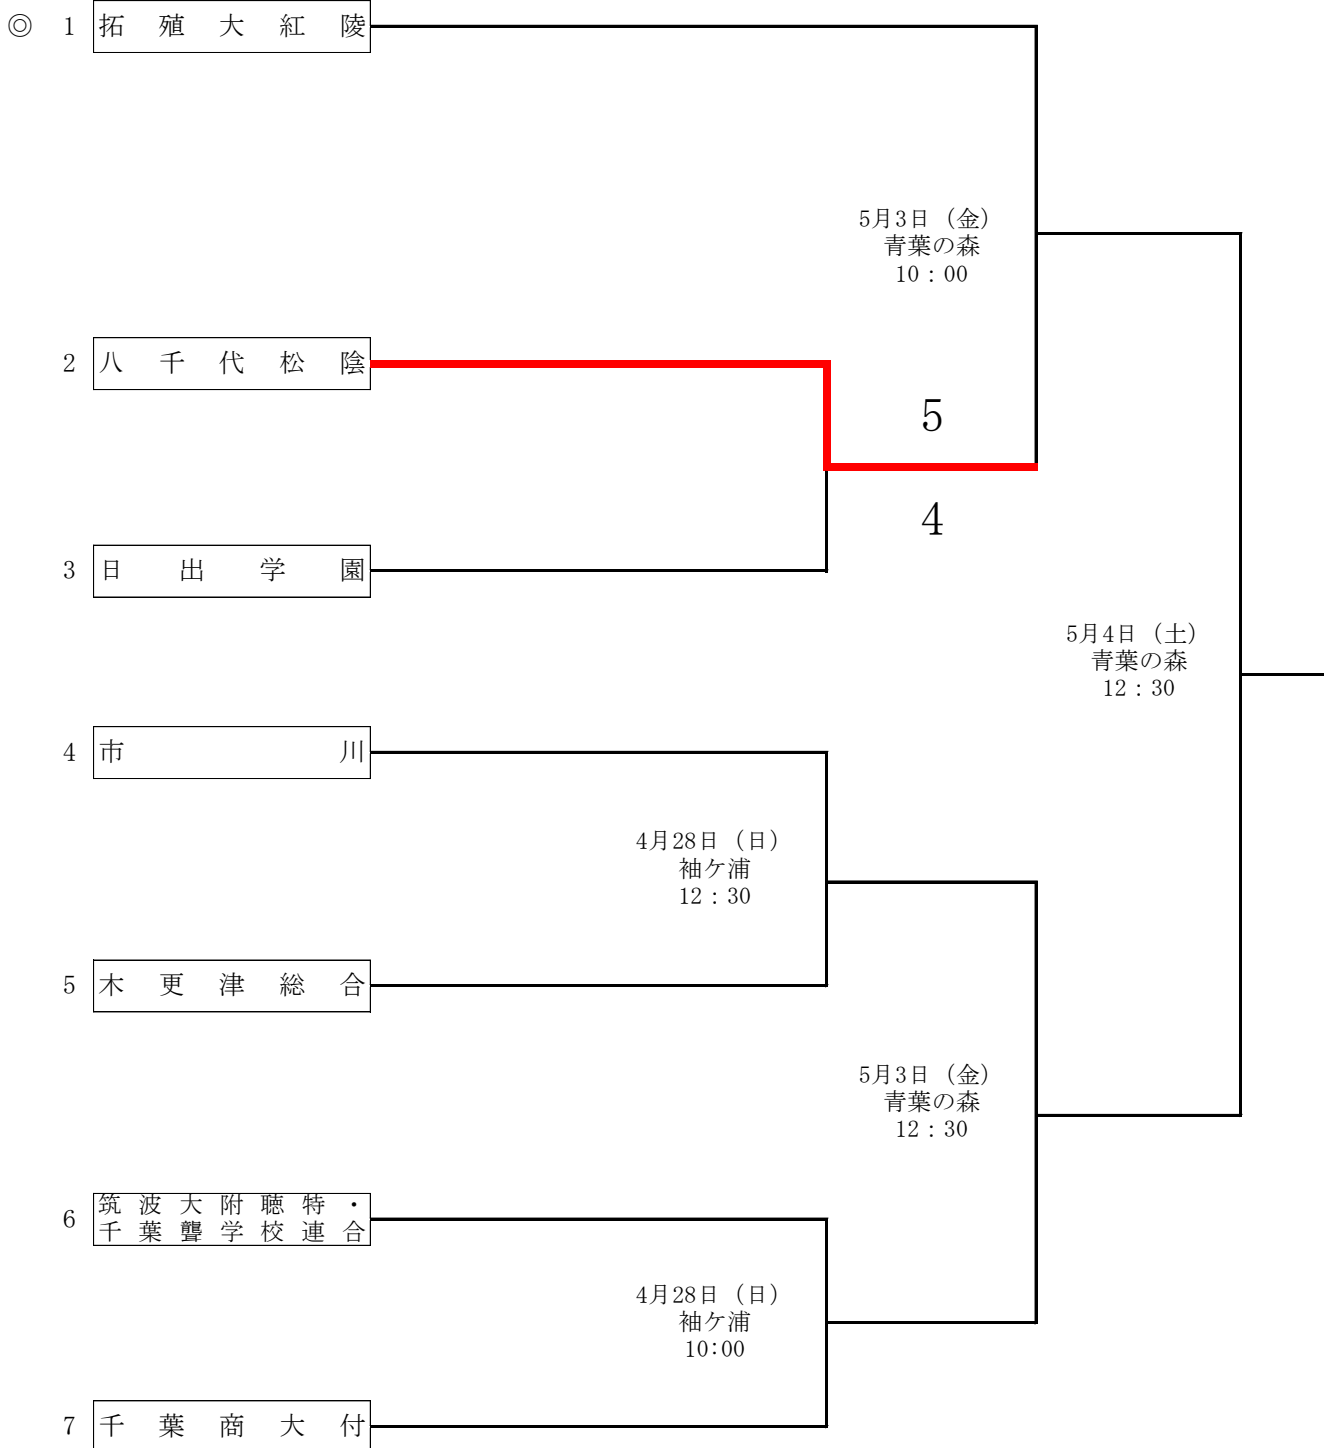 ◎ 1 拓殖大紅陵
5月3日（金）
青葉の森
10：00
2 八千代松陰
5
4
3 日出学園
5月4日（土）
青葉の森
12：30
4 市川
4月28日（日）
袖ケ浦
12：30
5 木更津総合
5月3日（金）
青葉の森
12：30
6 筑波大附聴特・
千葉聾学校連合
4月28日（日）
袖ケ浦
10:00
7 千葉商大付